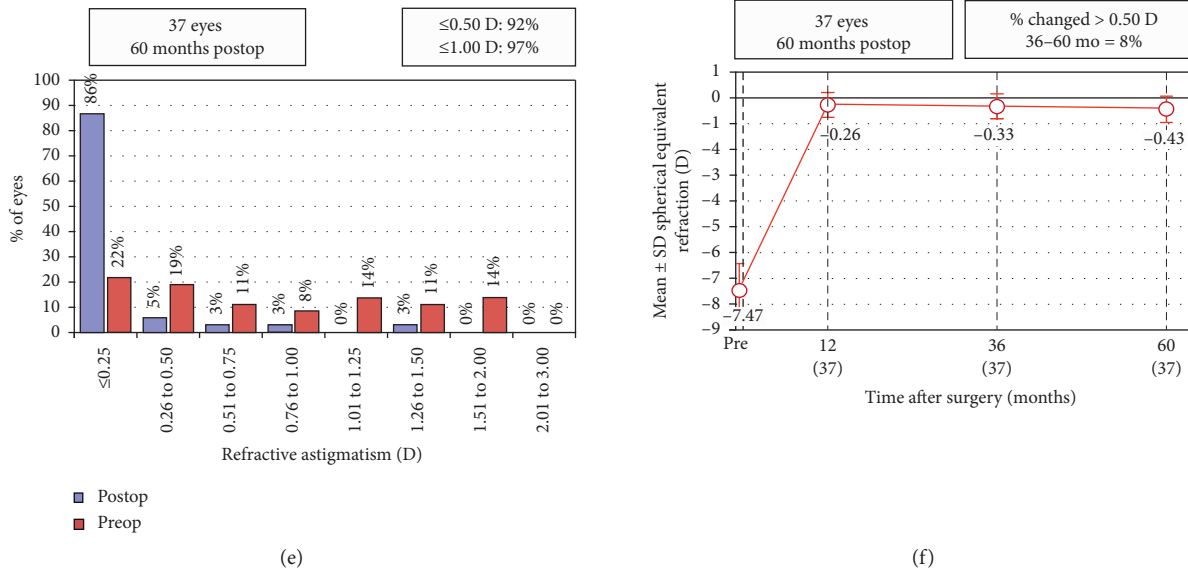 37 eyes
60 months postop
≤0.50 D: 92%
≤1.00 D: 97%
100
90
80
70
60
50
40
30
20
10
0
% of eyes
86%
22%
5%
19%
3%
11%
3%
8%
0%
14%
3%
11%
0%
14%
0%
0%
≤0.25
0.26 to 0.50
0.51 to 0.75
0.76 to 1.00
1.01 to 1.25
1.26 to 1.50
1.51 to 2.00
2.01 to 3.00
Refractive astigmatism (D)
Postop
Preop
(e)
37 eyes
60 months postop
% changed > 0.50 D
36–60 mo = 8%
Mean ± SD spherical equivalent
refraction (D)
1
0
–1
–2
–3
–4
–5
–6
–7
–8
–9
–7.47
–0.26
–0.33
–0.43
Pre
12
36
60
(37)
(37)
(37)
Time after surgery (months)
(f)